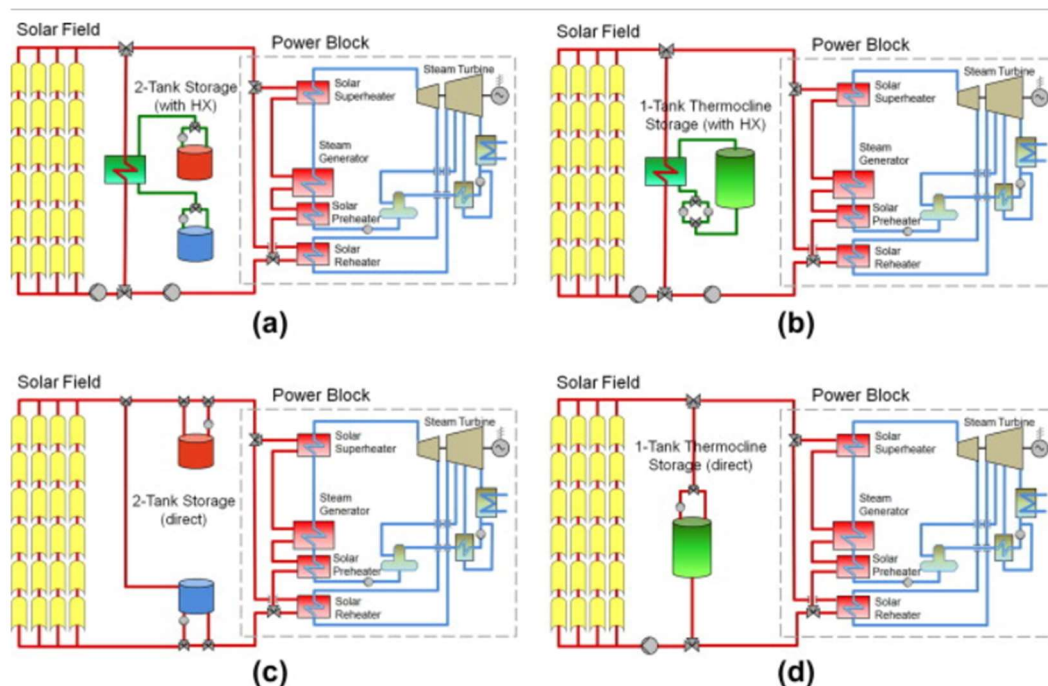 Solar Field
Power Block
2-Tank Storage
(with HX)
Solar
Superheater
Steam Turbine
Steam
Generator
Solar
Preheater
Solar
Reheater
(a)
Solar Field
Power Block
1-Tank Thermocline
Storage (with HX)
Solar
Superheater
Steam Turbine
Steam
Generator
Solar
Preheater
Solar
Reheater
(b)
Solar Field
Power Block
2-Tank Storage
(direct)
Solar
Superheater
Steam Turbine
Steam
Generator
Solar
Preheater
Solar
Reheater
(c)
Solar Field
Power Block
1-Tank Thermocline
Storage (direct)
Solar
Superheater
Steam Turbine
Steam
Generator
Solar
Preheater
Solar
Reheater
(d)